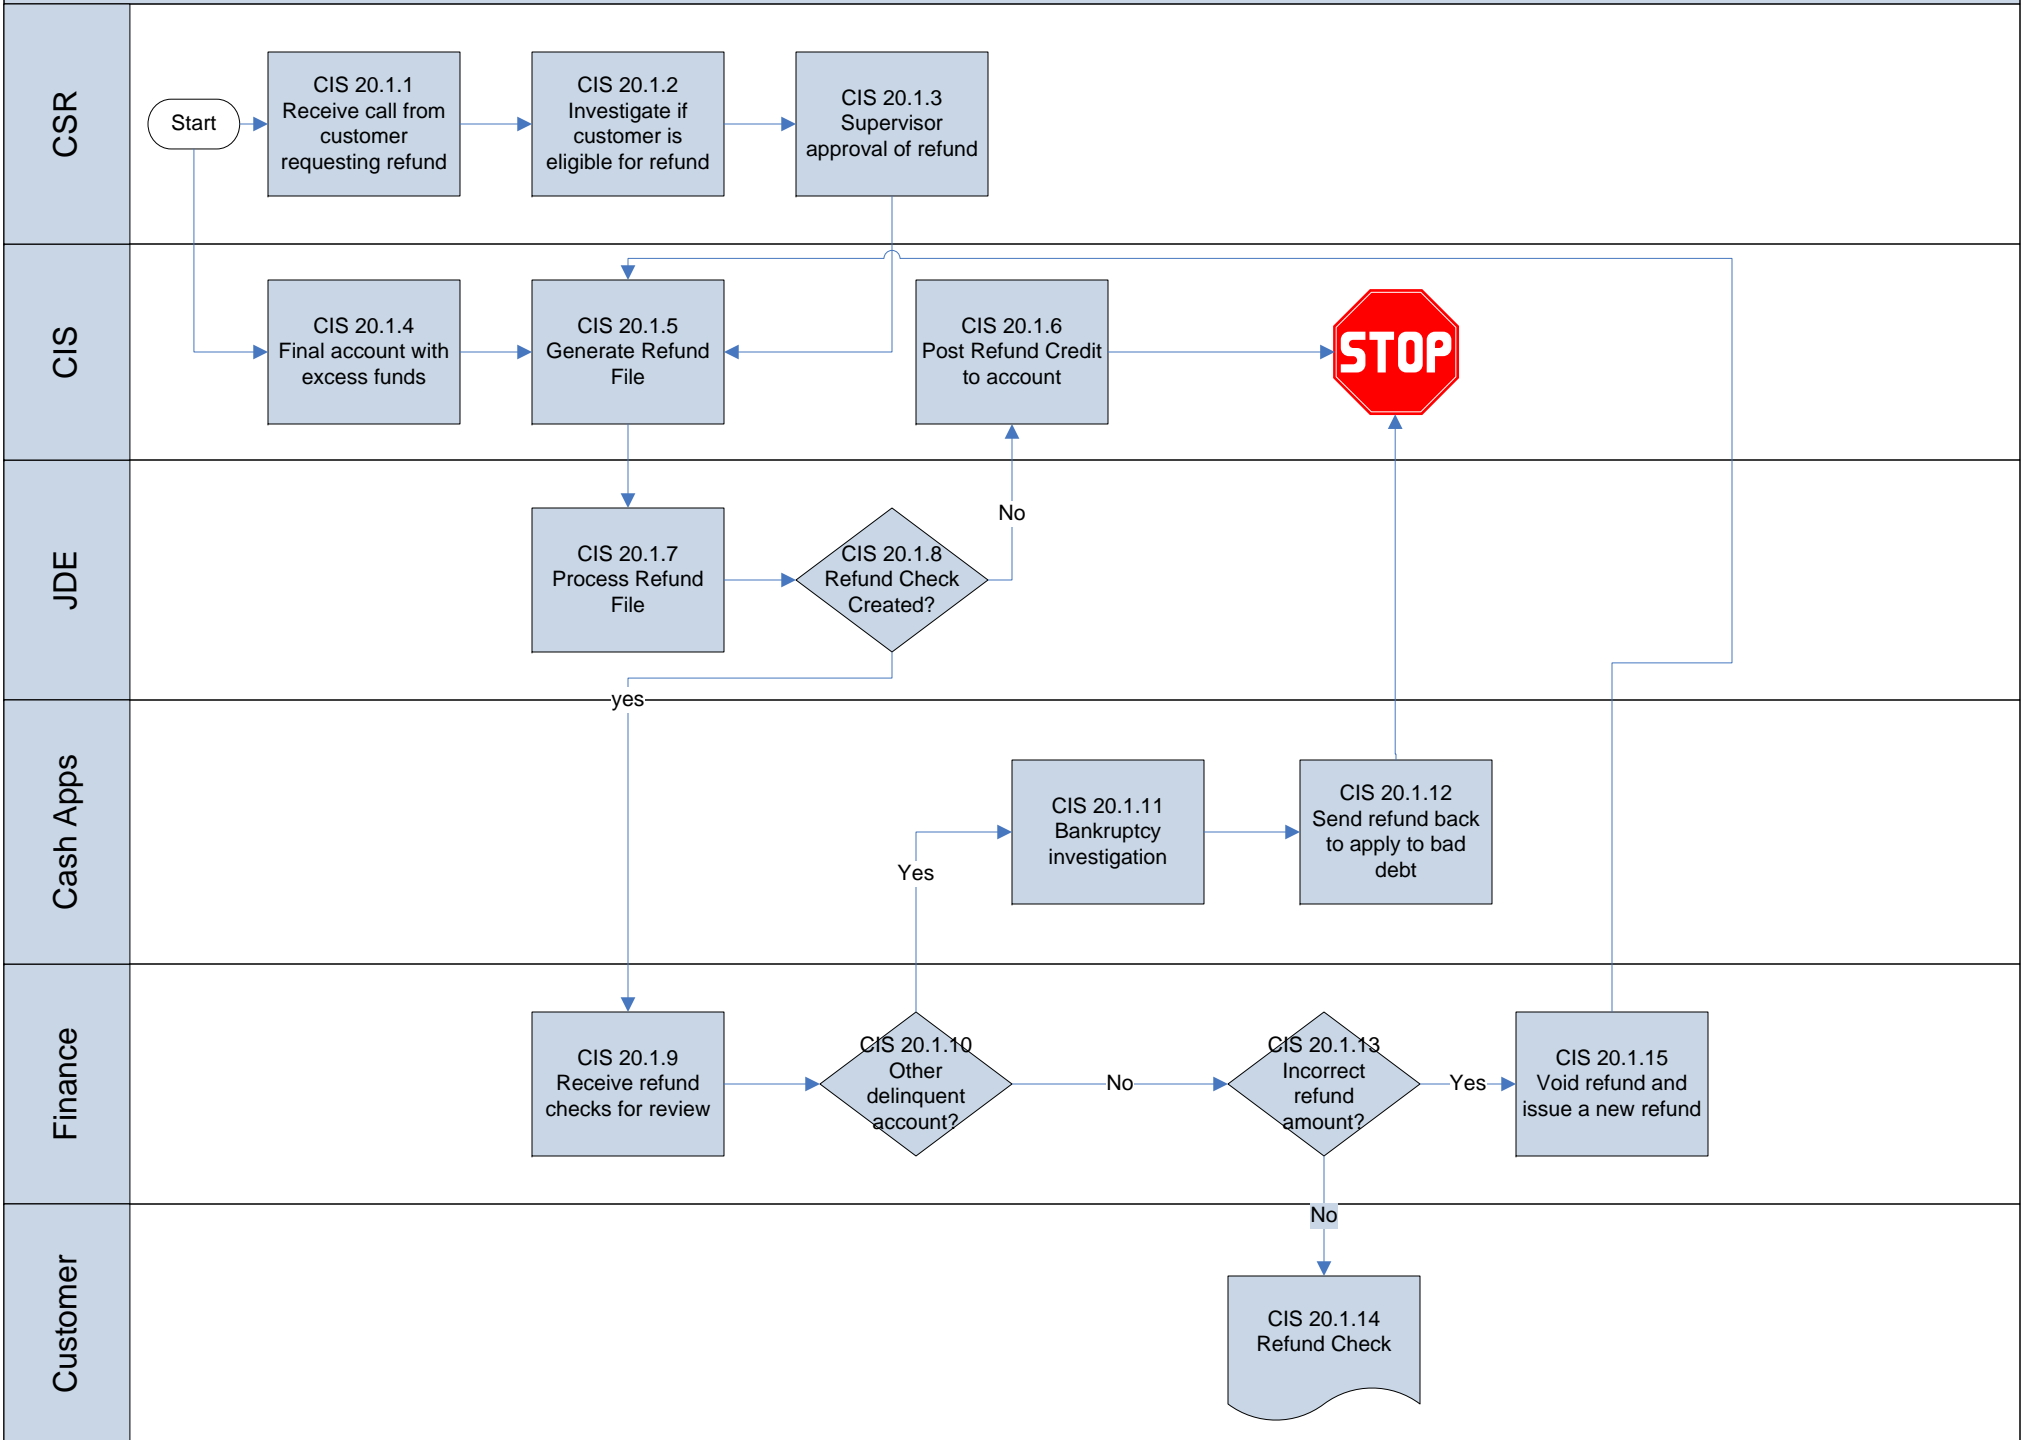 CSR
Start
CIS 20.1.1
Receive call from
customer
requesting refund
CIS 20.1.2
Investigate if
customer is
eligible for refund
CIS 20.1.3
Supervisor
approval of refund
CIS
CIS 20.1.4
Final account with
excess funds
CIS 20.1.5
Generate Refund
File
CIS 20.1.6
Post Refund Credit
to account
STOP
JDE
CIS 20.1.7
Process Refund
File
CIS 20.1.8
Refund Check
Created?
No
yes
Cash Apps
Yes
CIS 20.1.11
Bankruptcy
investigation
CIS 20.1.12
Send refund back
to apply to bad
debt
Finance
CIS 20.1.9
Receive refund
checks for review
CIS 20.1.10
Other
delinquent
account?
No
CIS 20.1.13
Incorrect
refund
amount?
Yes
CIS 20.1.15
Void refund and
issue a new refund
No
Customer
CIS 20.1.14
Refund Check